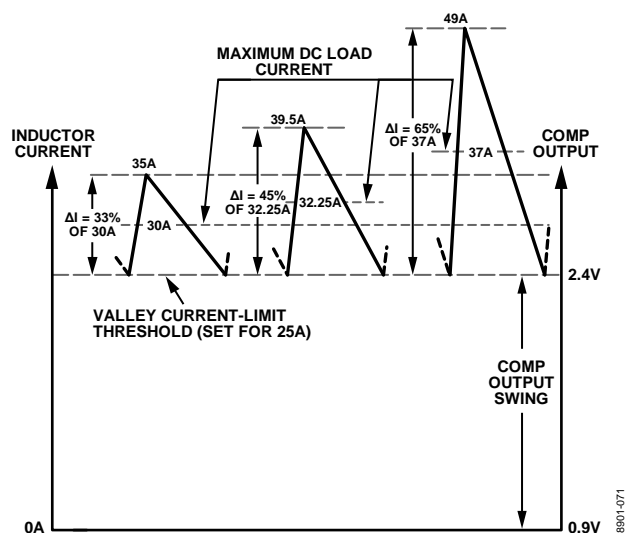 49A
MAXIMUM DC LOAD
CURRENT
39.5A
INDUCTOR
CURRENT
ΔI = 65%
OF 37A
COMP
OUTPUT
35A
37A
ΔI = 45%
OF 32.25A
32.25A
ΔI = 33%
OF 30A
30A
2.4V
VALLEY CURRENT-LIMIT
THRESHOLD (SET FOR 25A)
COMP
OUTPUT
SWING
0A
0.9V
8901-071